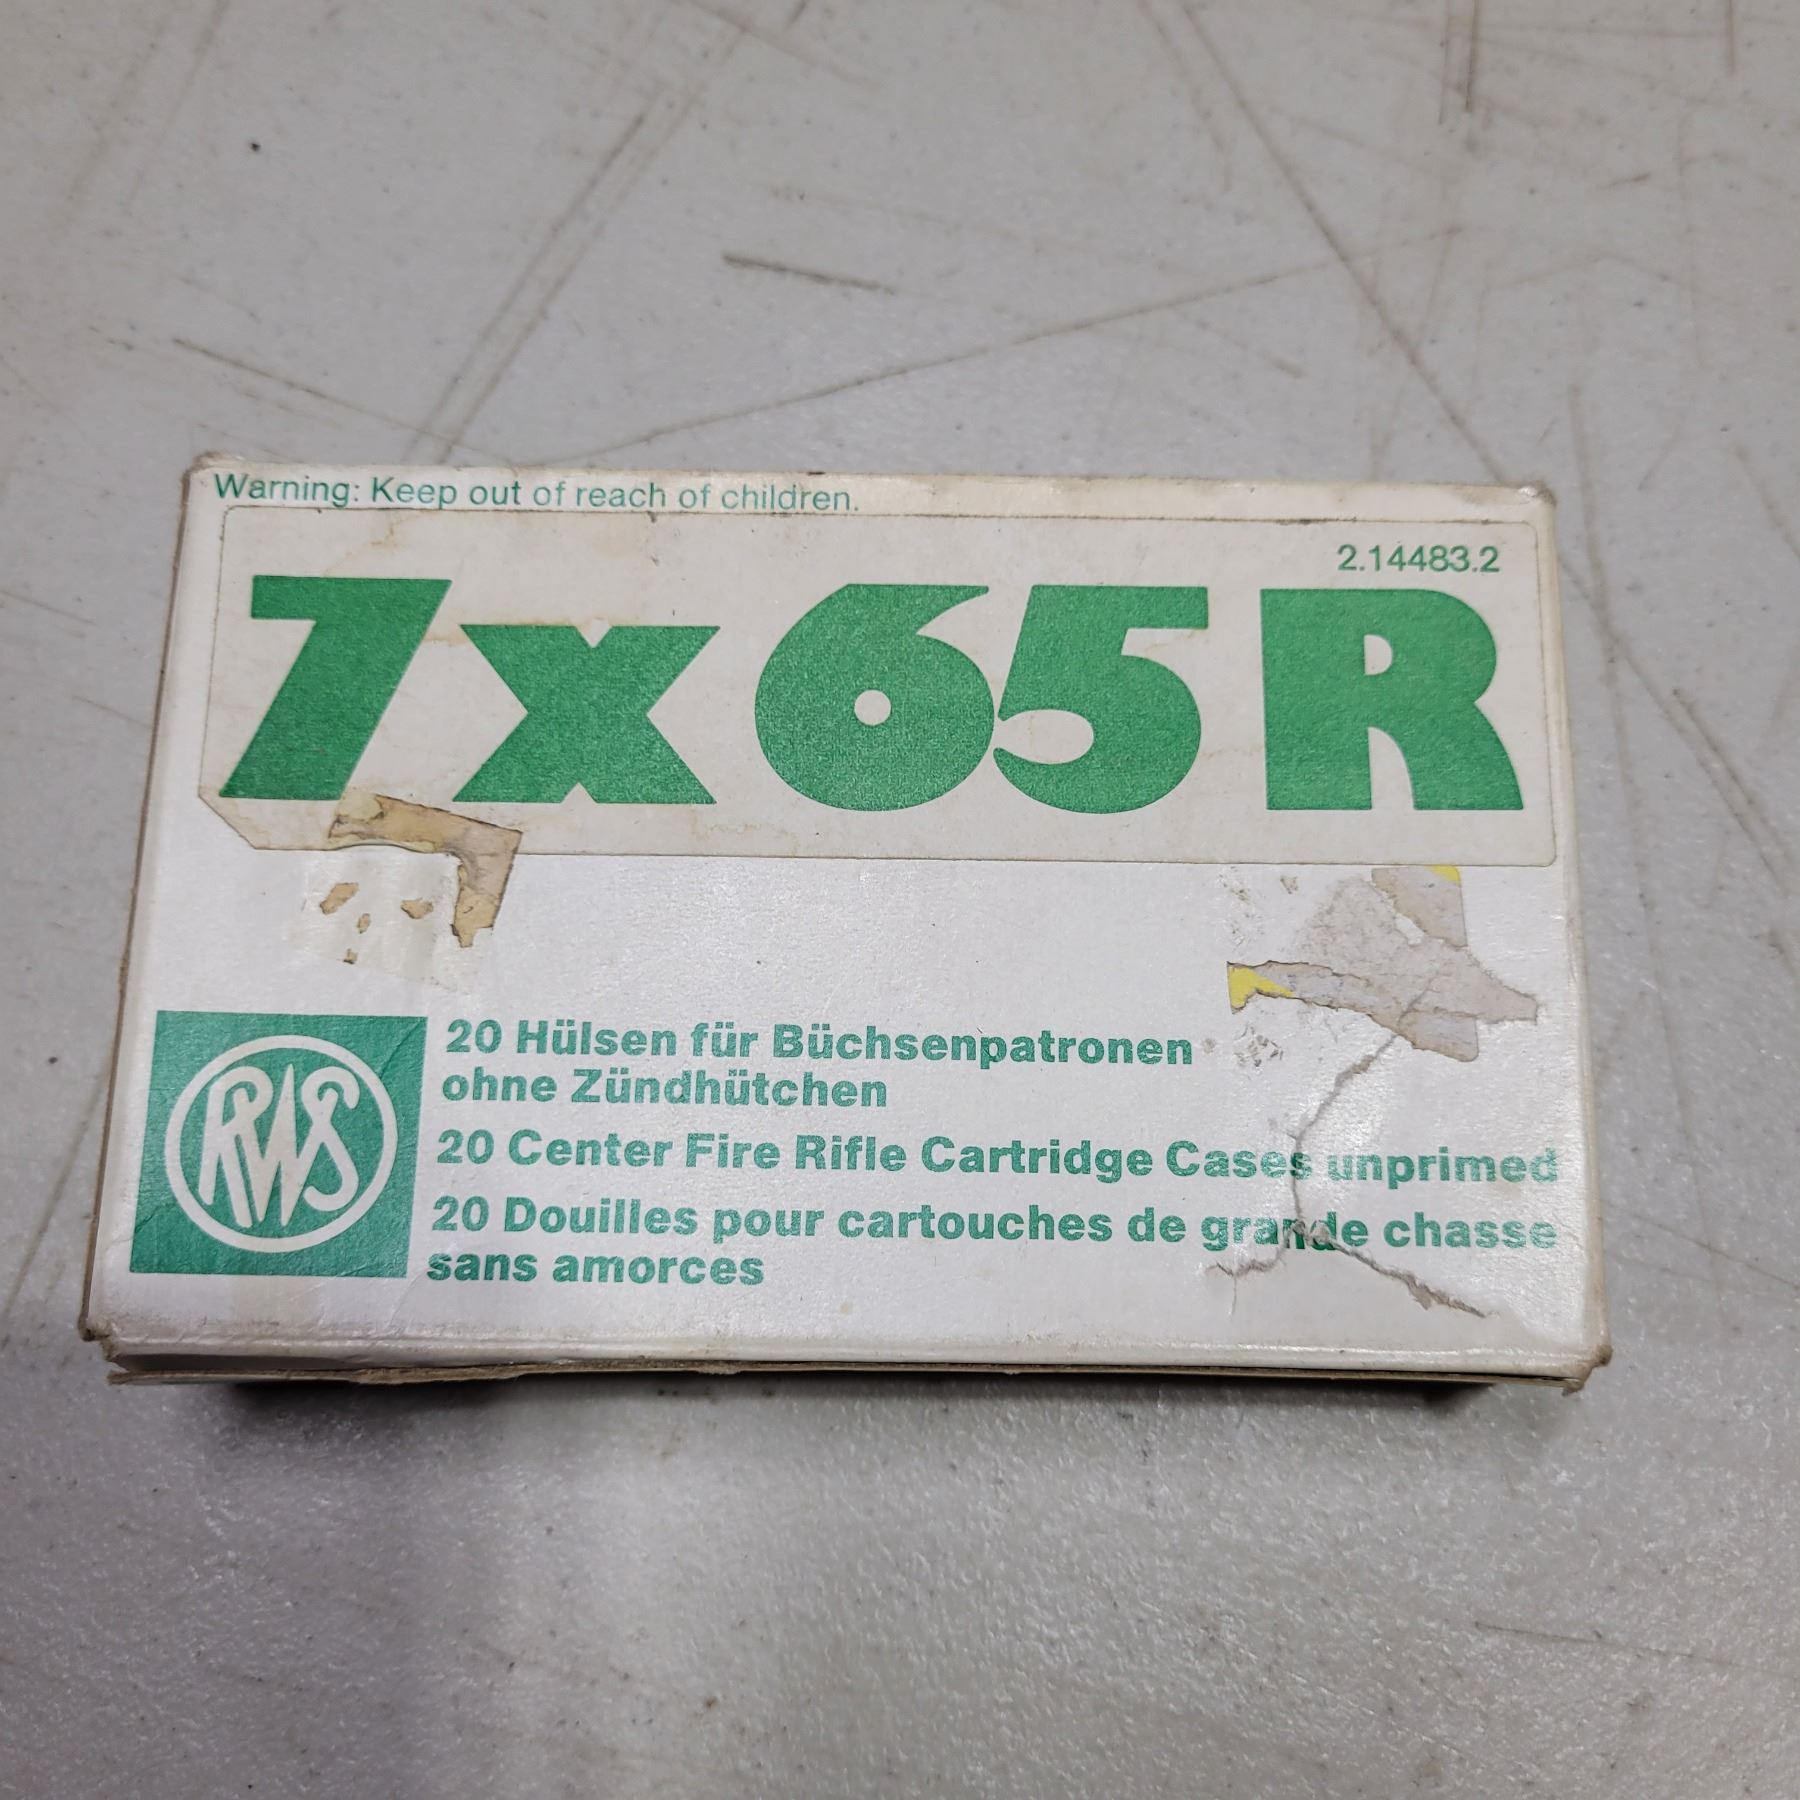 Warning: Keep out of reach of children.
2.14483.2
7x65R
RWS
20 Hülsen für Büchsenpatronen
ohne Zündhütchen
20 Center Fire Rifle Cartridge Cases unprimed
20 Douilles pour cartouches de grande chasse
sans amorces